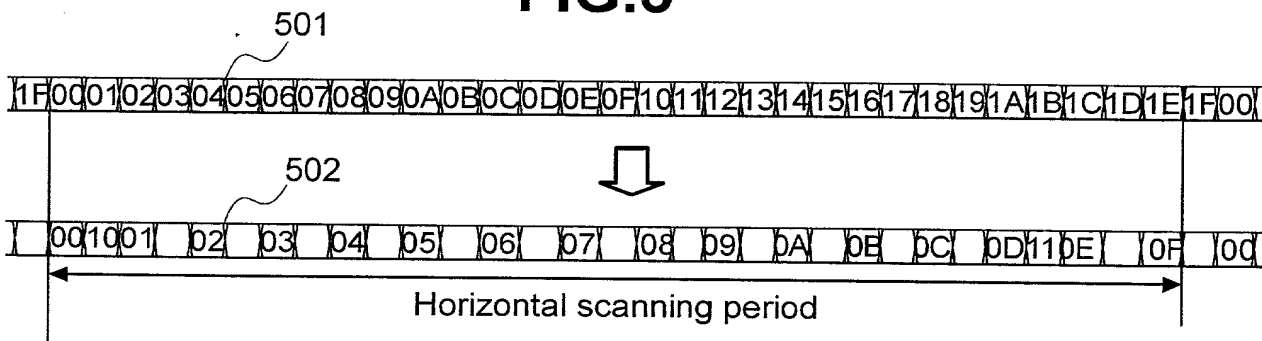 FIG.5
501
1F 00 01 02 03 04 05 06 07 08 09 0A 0B 0C 0D 0E 0F 10 11 12 13 14 15 16 17 18 19 1A 1B 1C 1D 1E 1F 00
502
00 10 01 02 03 04 05 06 07 08 09 0A 0B 0C 0D 11 0E 0F 00
Horizontal scanning period